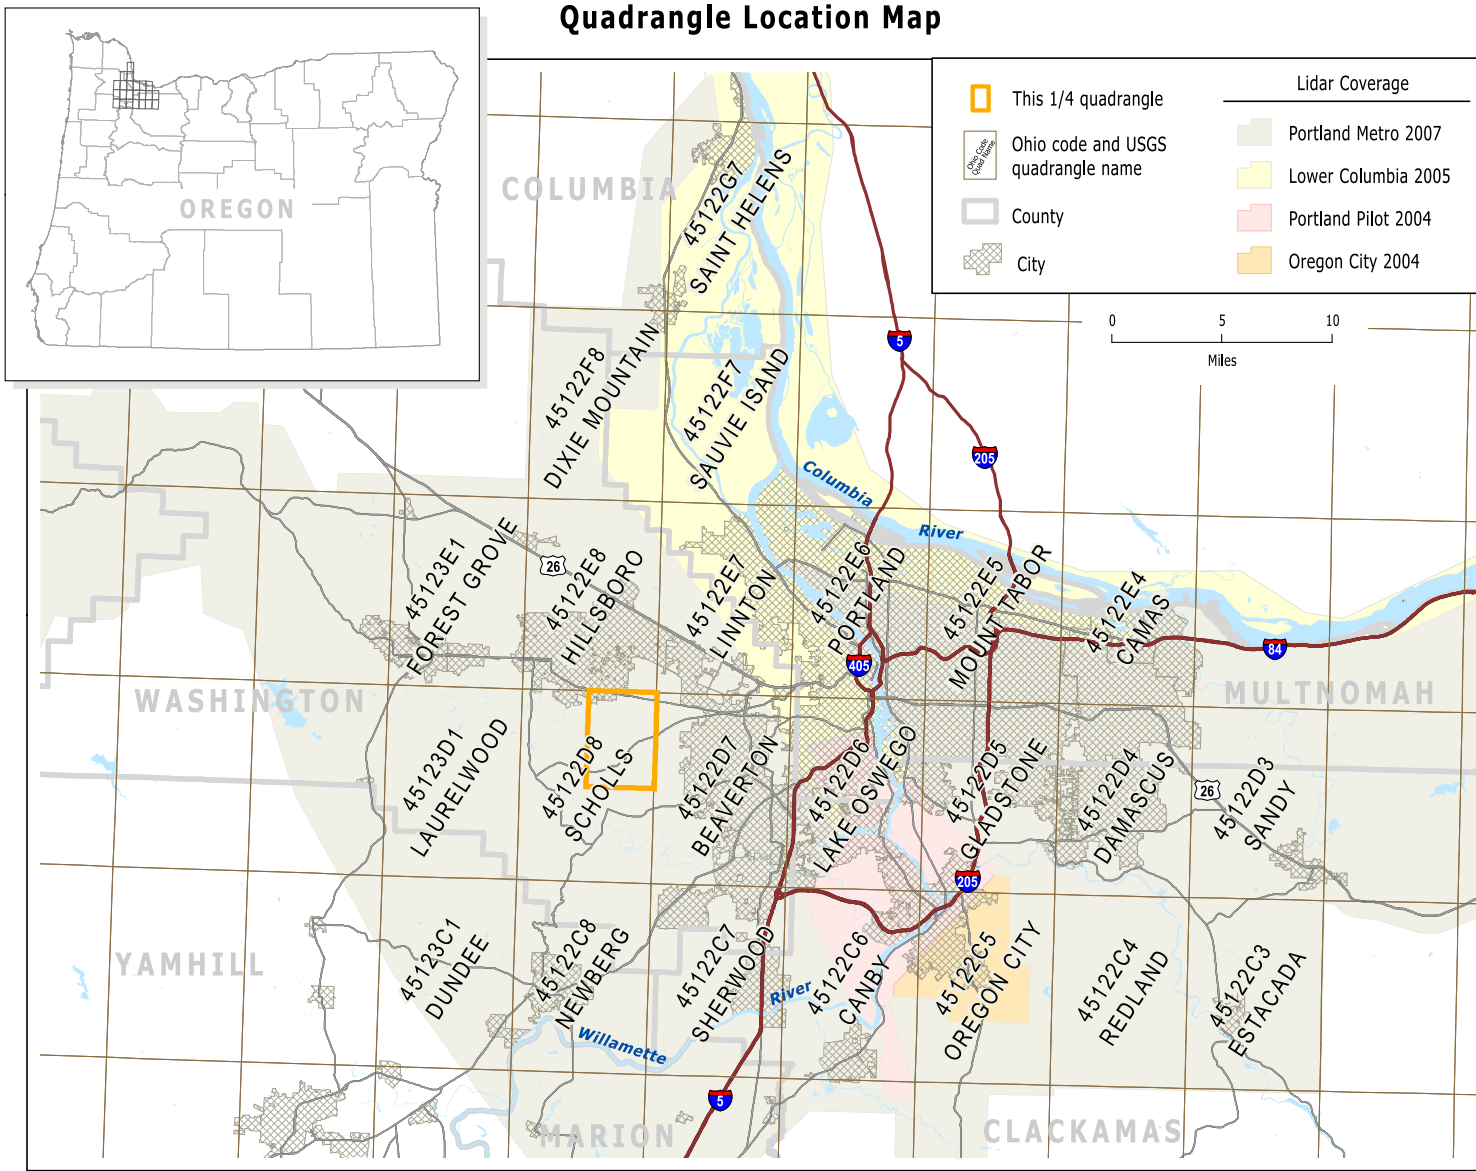 Quadrangle Location Map
OREGON
This 1/4 quadrangle
Ohio Code
Quad Name
Ohio code and USGS
quadrangle name
County
City
Lidar Coverage
Portland Metro 2007
Lower Columbia 2005
Portland Pilot 2004
Oregon City 2004
0 5 10
Miles
COLUMBIA
45122G7
SAINT HELENS
45122F8
DIXIE MOUNTAIN
45122F7
SAUVIE ISAND
5
205
Columbia
River
45123E1
FOREST GROVE
26
45122E8
HILLSBORO
45122E7
LINNTON
45122E6
PORTLAND
45122E5
MOUNT TABOR
45122E4
CAMAS
405
84
WASHINGTON
MULTNOMAH
45123D1
LAURELWOOD
45122D8
SCHOLLS
45122D7
BEAVERTON
45122D6
LAKE OSWEGO
45122D5
GLADSTONE
45122D4
DAMASCUS
26
45122D3
SANDY
205
YAMHILL
45123C1
DUNDEE
45122C8
NEWBERG
45122C7
SHERWOOD
45122C6
CANBY
45122C5
OREGON CITY
45122C4
REDLAND
45122C3
ESTACADA
Willamette
River
5
MARION
CLACKAMAS